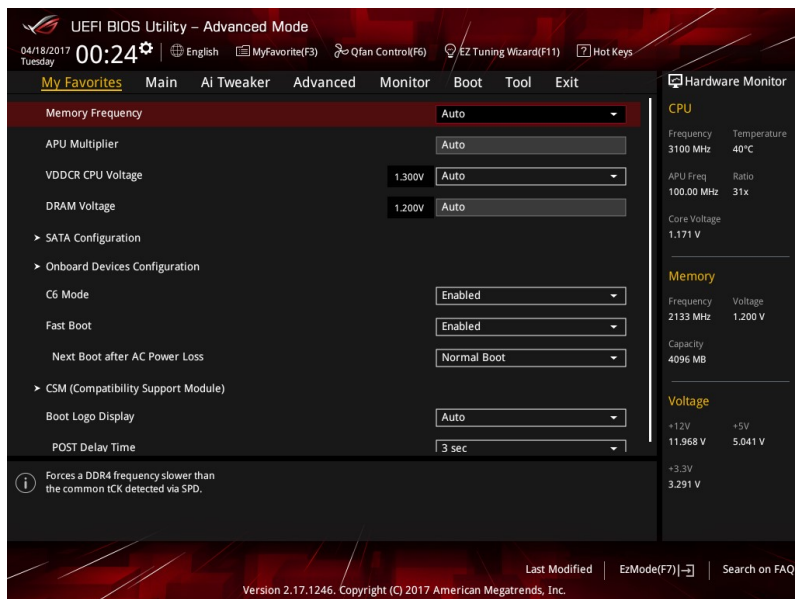 UEFI BIOS Utility – Advanced Mode
04/18/2017
Tuesday
00:24
English
MyFavorite(F3)
Qfan Control(F6)
EZ Tuning Wizard(F11)
? Hot Keys
My Favorites Main Ai Tweaker Advanced Monitor Boot Tool Exit
Hardware Monitor
Memory Frequency Auto
APU Multiplier Auto
VDDCR CPU Voltage 1.300V Auto
DRAM Voltage 1.200V Auto
SATA Configuration
Onboard Devices Configuration
C6 Mode Enabled
Fast Boot Enabled
Next Boot after AC Power Loss Normal Boot
CSM (Compatibility Support Module)
Boot Logo Display Auto
POST Delay Time 3 sec
i
Forces a DDR4 frequency slower than
the common tCK detected via SPD.
CPU
Frequency Temperature
3100 MHz 40°C
APU Freq Ratio
100.00 MHz 31x
Core Voltage
1.171 V
Memory
Frequency Voltage
2133 MHz 1.200 V
Capacity
4096 MB
Voltage
+12V +5V
11.968 V 5.041 V
+3.3V
3.291 V
Last Modified
EzMode(F7)
Search on FAQ
Version 2.17.1246. Copyright (C) 2017 American Megatrends, Inc.